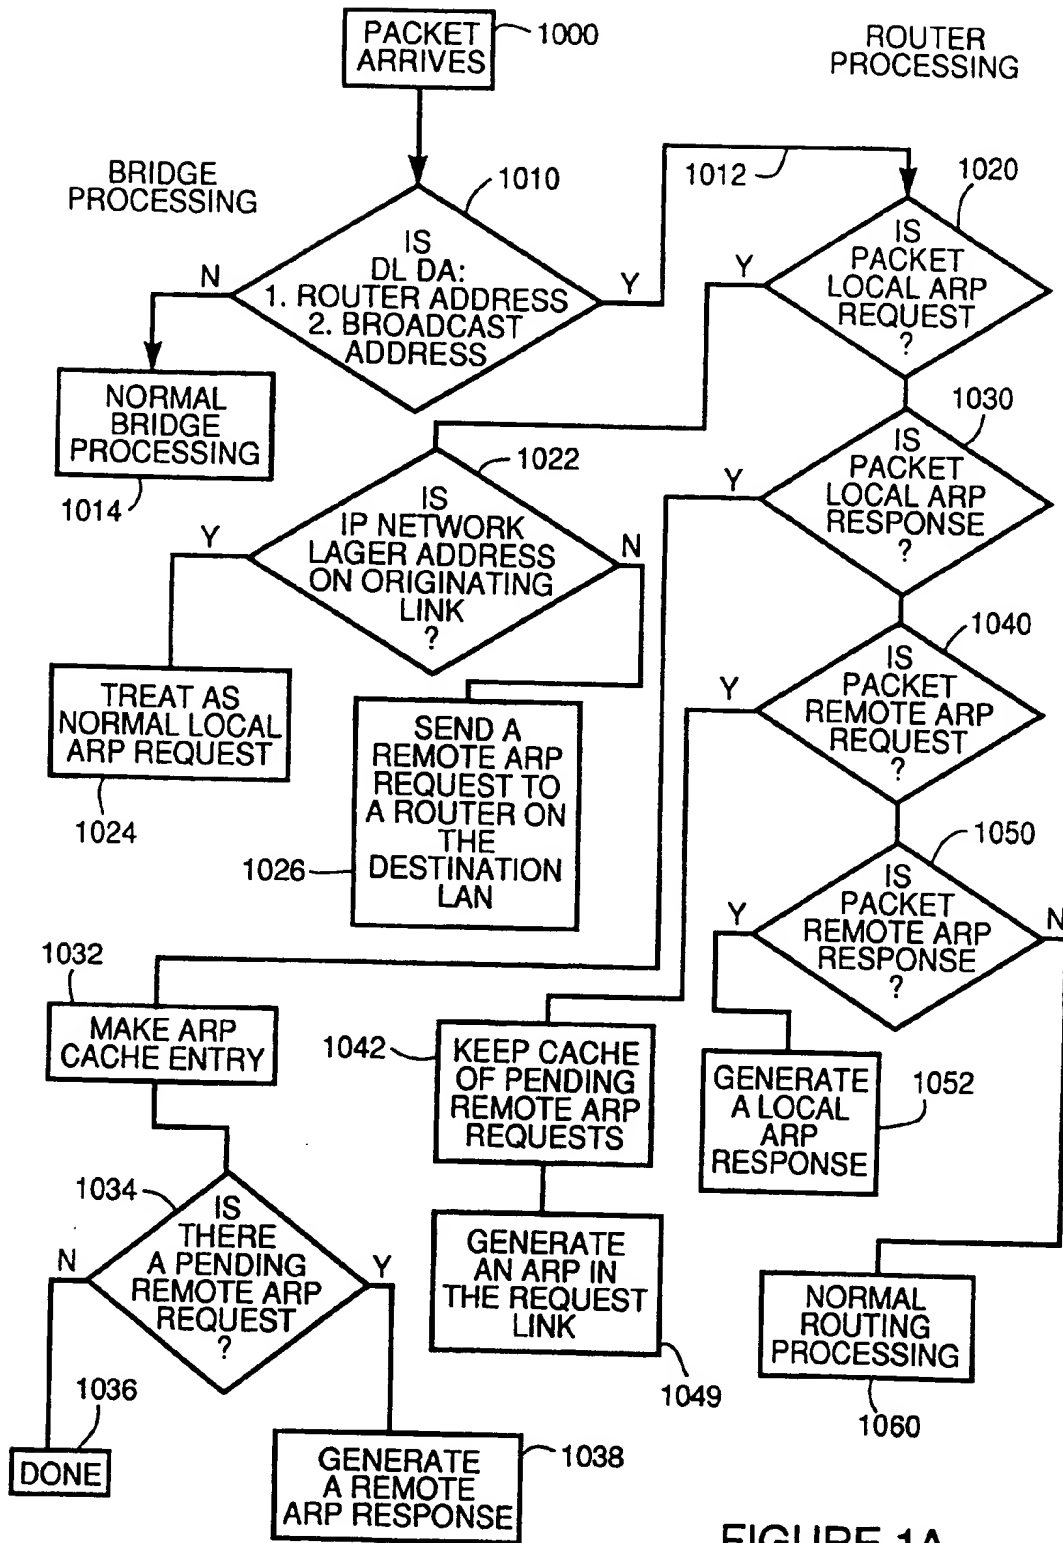 PACKET
ARRIVES
1000
ROUTER
PROCESSING
BRIDGE
PROCESSING
1010
IS
DL DA:
1. ROUTER ADDRESS
2. BROADCAST
ADDRESS
N
Y
1012
1020
IS
PACKET
LOCAL ARP
REQUEST
?
Y
NORMAL
BRIDGE
PROCESSING
1014
1022
IS
IP NETWORK
LAGER ADDRESS
ON ORIGINATING
LINK
?
Y
N
1030
IS
PACKET
LOCAL ARP
RESPONSE
?
Y
TREAT AS
NORMAL LOCAL
ARP REQUEST
1024
SEND A
REMOTE ARP
REQUEST TO
A ROUTER ON
THE
DESTINATION
LAN
1026
1040
IS
PACKET
REMOTE ARP
REQUEST
?
Y
1050
IS
PACKET
REMOTE ARP
RESPONSE
?
Y
N
1032
MAKE ARP
CACHE ENTRY
1042
KEEP CACHE
OF PENDING
REMOTE ARP
REQUESTS
GENERATE
A LOCAL
ARP
RESPONSE
1052
1034
IS
THERE
A PENDING
REMOTE ARP
REQUEST
?
N
Y
GENERATE
AN ARP IN
THE REQUEST
LINK
1049
NORMAL
ROUTING
PROCESSING
1060
1036
DONE
GENERATE
A REMOTE
ARP RESPONSE
1038
FIGURE 1A